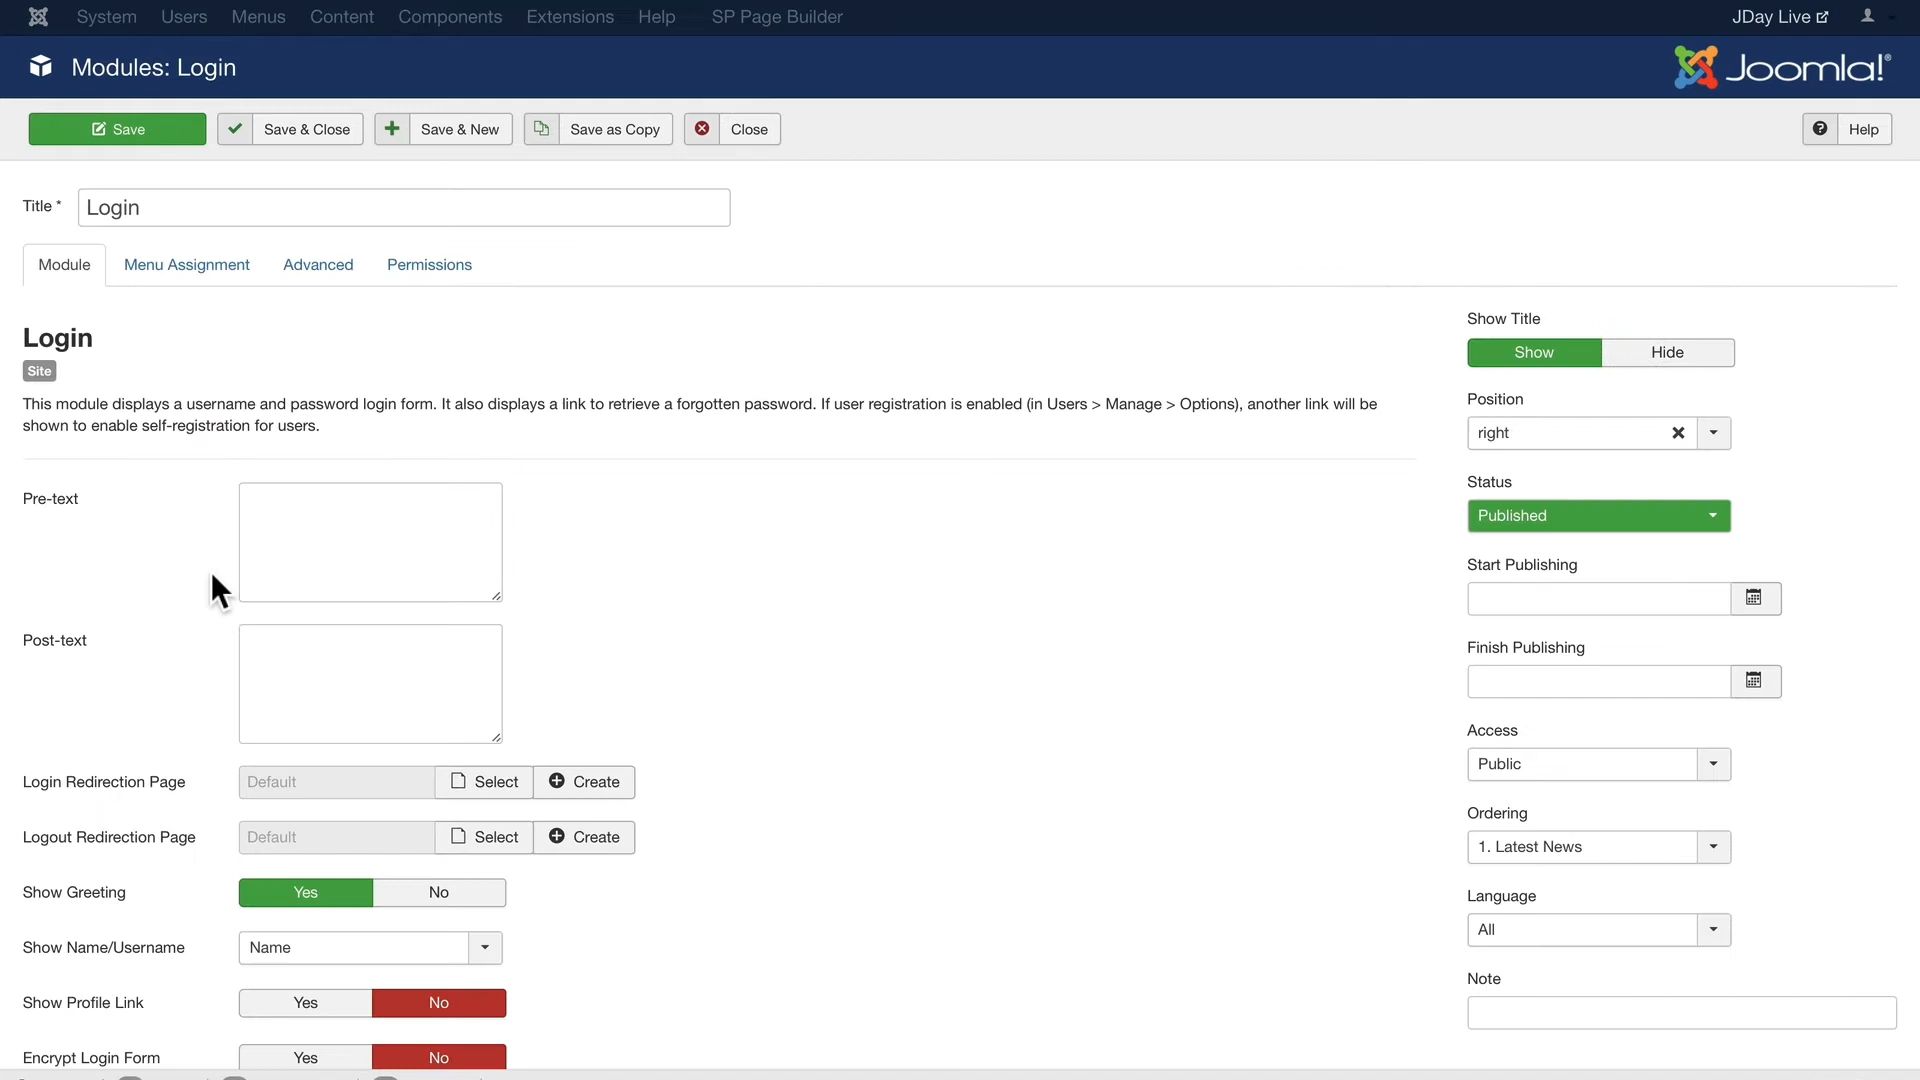 System Users Menus Content Components Extensions Help SP Page Builder JDay Live
Modules: Login
Joomla!®
Save
Save & Close
Save & New
Save as Copy
Close
Help
Title *
Login
Module
Menu Assignment
Advanced
Permissions
Login
Site
This module displays a username and password login form. It also displays a link to retrieve a forgotten password. If user registration is enabled (in Users > Manage > Options), another link will be
shown to enable self-registration for users.
Pre-text
Post-text
Login Redirection Page
Default
Select
Create
Logout Redirection Page
Default
Select
Create
Show Greeting
Yes
No
Show Name/Username
Name
Show Profile Link
Yes
No
Encrypt Login Form
Yes
No
Show Title
Show
Hide
Position
right
Status
Published
Start Publishing
Finish Publishing
Access
Public
Ordering
1. Latest News
Language
All
Note